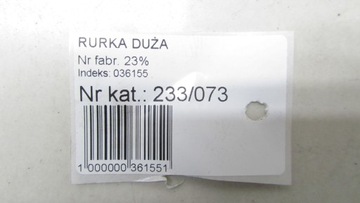 RURKA DUŻA
Nr fabr. 23%
Indeks: 036155
Nr kat.: 233/073
1 000000 361551